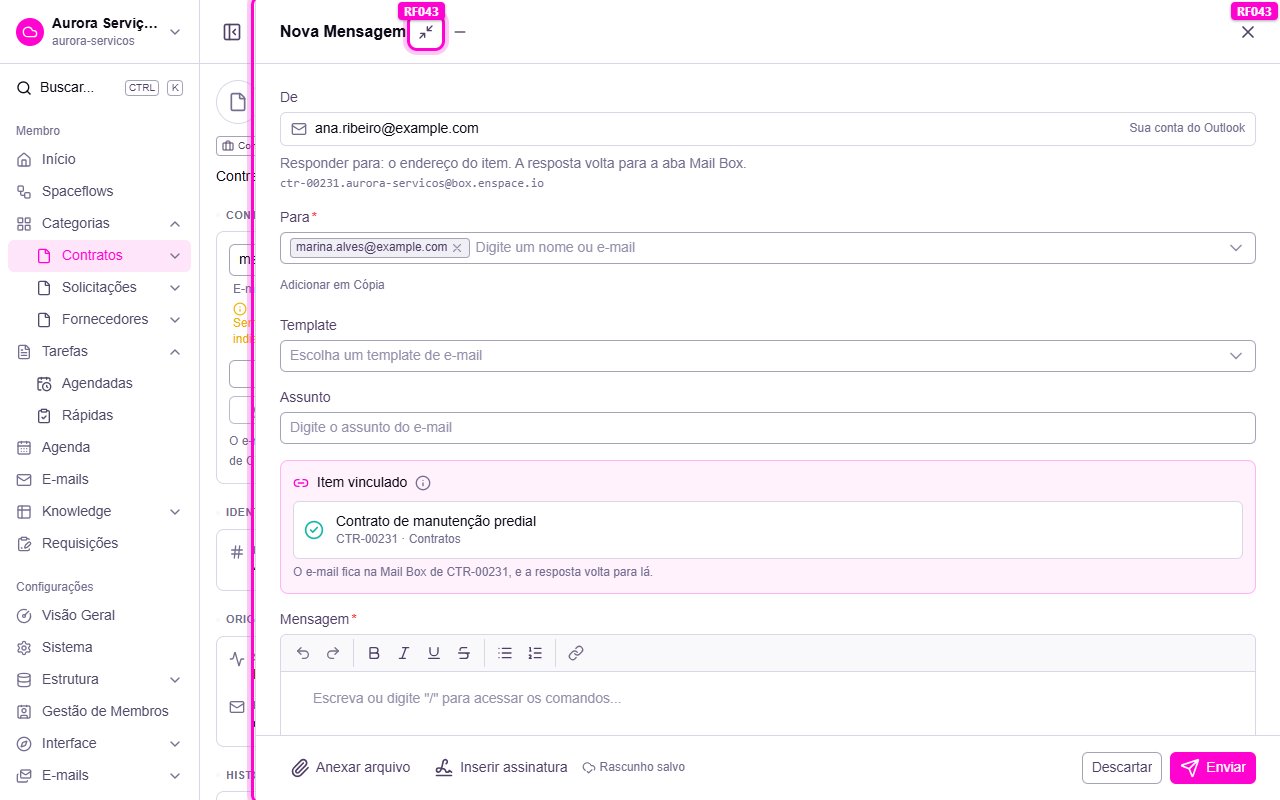 Aurora Serviç...
aurora-servicos
Buscar...
CTRL K
Membro
Início
Spaceflows
Categorias
Contratos
Solicitações
Fornecedores
Tarefas
Agendadas
Rápidas
Agenda
E-mails
Knowledge
Requisições
Configurações
Visão Geral
Sistema
Estrutura
Gestão de Membros
Interface
E-mails
RF043
RF043
Nova Mensagem
De
ana.ribeiro@example.com
Sua conta do Outlook
Responder para: o endereço do item. A resposta volta para a aba Mail Box.
ctr-00231.aurora-servicos@box.enspace.io
Para*
marina.alves@example.com
Digite um nome ou e-mail
Adicionar em Cópia
Template
Escolha um template de e-mail
Assunto
Digite o assunto do e-mail
Item vinculado
Contrato de manutenção predial
CTR-00231 · Contratos
O e-mail fica na Mail Box de CTR-00231, e a resposta volta para lá.
Mensagem*
Escreva ou digite "/" para acessar os comandos...
Anexar arquivo
Inserir assinatura
Rascunho salvo
Descartar
Enviar